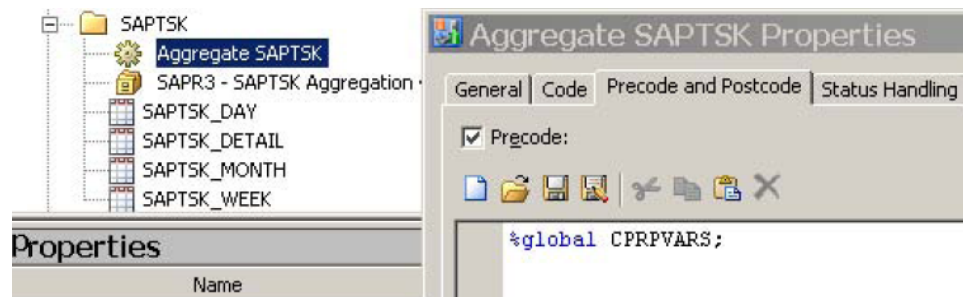 SAPTSK
Aggregate SAPTSK
SAPR3 - SAPTSK Aggregation
SAPTSK_DAY
SAPTSK_DETAIL
SAPTSK_MONTH
SAPTSK_WEEK
Properties
Name
Aggregate SAPTSK Properties
General Code Precode and Postcode Status Handling
Precode:
%global CPRPVARS;